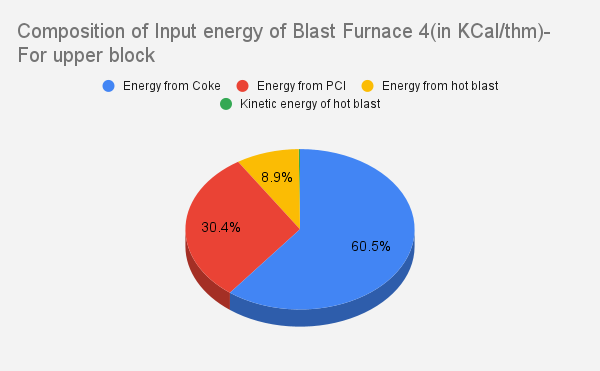 Composition of Input energy of Blast Furnace 4(in KCal/thm)-
For upper block
Energy from Coke Energy from PCI Energy from hot blast
Kinetic energy of hot blast
8.9%
30.4%
60.5%